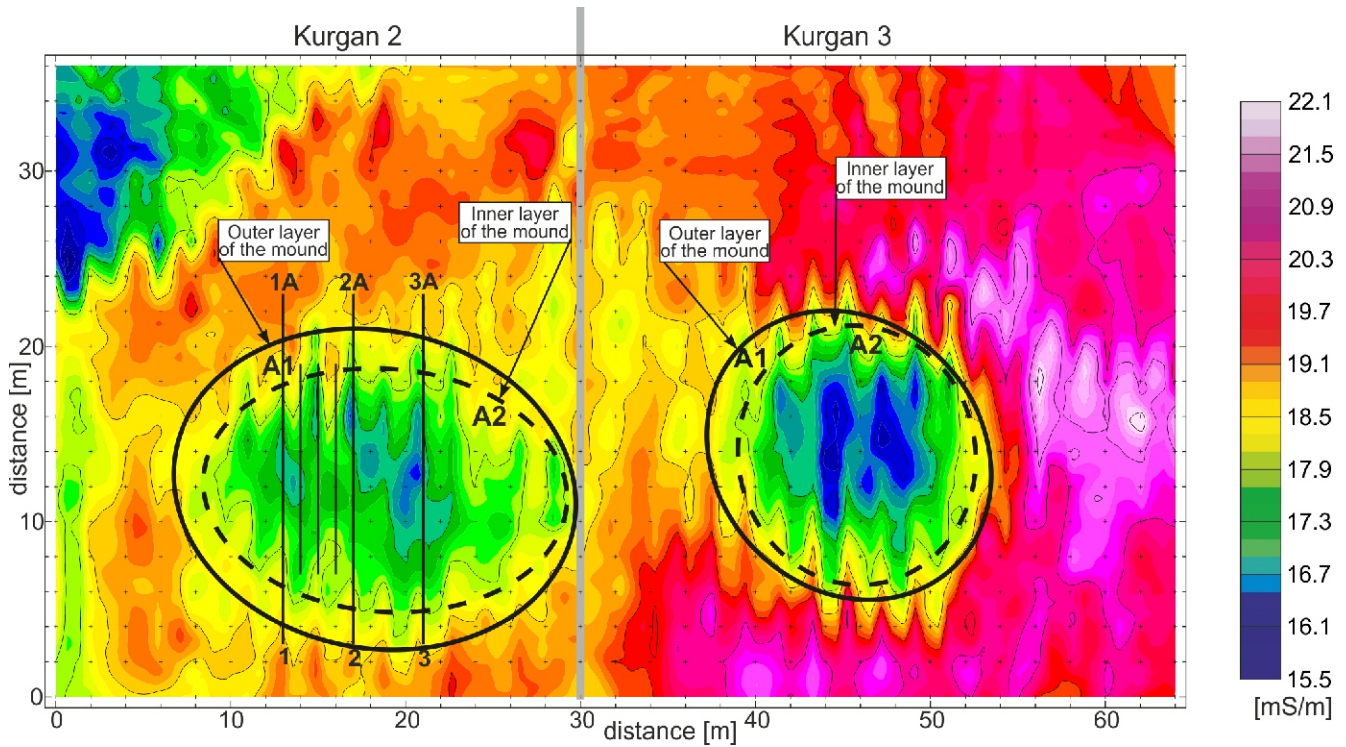 Kurgan 2
Kurgan 3
Outer layer
of the mound
Inner layer
of the mound
Outer layer
of the mound
Inner layer
of the mound
1A
2A
3A
A1
A2
A1
A2
1
2
3
30
20
10
0
distance [m]
0
10
20
30
40
50
60
distance [m]
22.1
21.5
20.9
20.3
19.7
19.1
18.5
17.9
17.3
16.7
16.1
15.5
[mS/m]